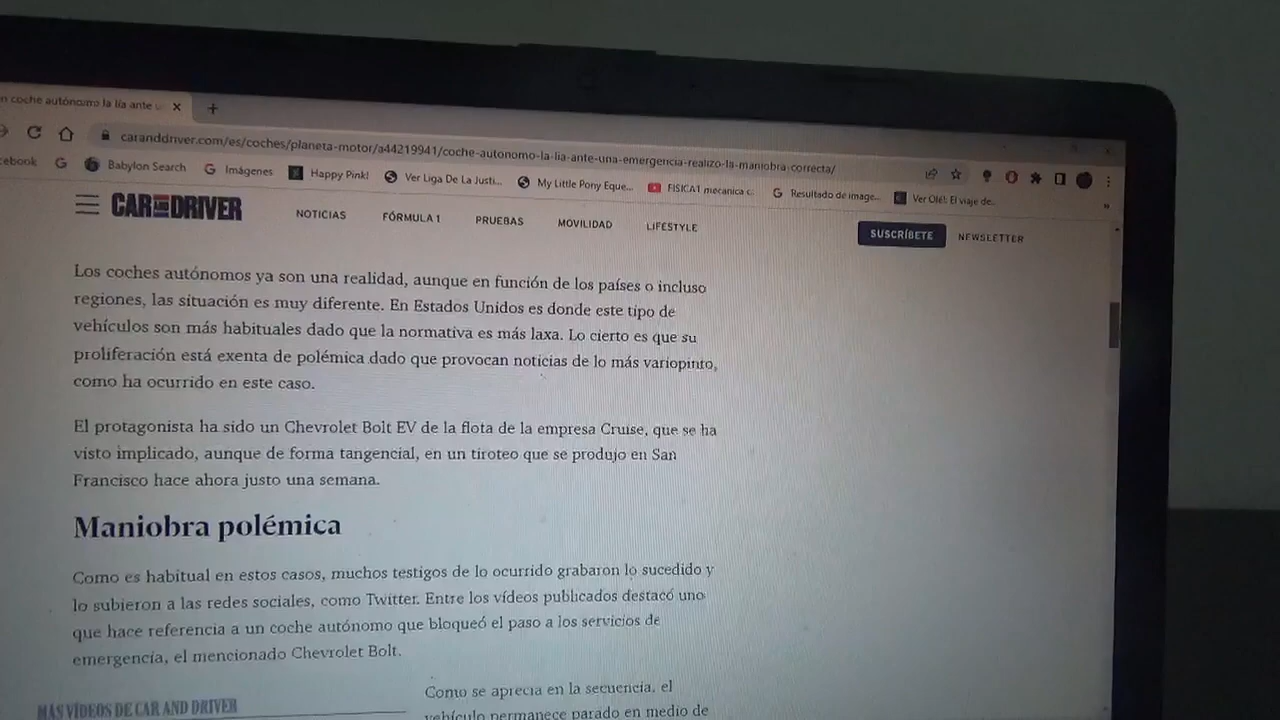 n coche autónomo la lía ante u
caranddriver.com/es/coches/planeta-motor/a44219941/coche-autonomo-la-lia-ante-una-emergencia-realizo-la-maniobra-correcta/
cebook
Babylon Search
Imágenes
Happy Pink!
Ver Liga De La Justi...
My Little Pony Eque...
FISICA1 mecanica c
Resultado de image...
Ver Olé!: El viaje de...
CAR AND DRIVER
NOTICIAS
FÓRMULA 1
PRUEBAS
MOVILIDAD
LIFESTYLE
SUSCRÍBETE
NEWSLETTER
Los coches autónomos ya son una realidad, aunque en función de los países o incluso
regiones, las situación es muy diferente. En Estados Unidos es donde este tipo de
vehículos son más habituales dado que la normativa es más laxa. Lo cierto es que su
proliferación está exenta de polémica dado que provocan noticias de lo más variopinto,
como ha ocurrido en este caso.
El protagonista ha sido un Chevrolet Bolt EV de la flota de la empresa Cruise, que se ha
visto implicado, aunque de forma tangencial, en un tiroteo que se produjo en San
Francisco hace ahora justo una semana.
Maniobra polémica
Como es habitual en estos casos, muchos testigos de lo ocurrido grabaron lo sucedido y
lo subieron a las redes sociales, como Twitter. Entre los vídeos publicados destacó uno
que hace referencia a un coche autónomo que bloqueó el paso a los servicios de
emergencia, el mencionado Chevrolet Bolt.
MÁS VÍDEOS DE CAR AND DRIVER
Como se aprecia en la secuencia, el
vehículo permanece parado en medio de